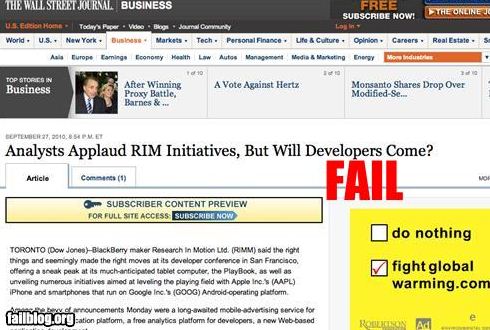 THE WALL STREET JOURNAL | BUSINESS
FREE
SUBSCRIBE NOW!
THE ONLINE JO
U.S. Edition Home
Today's Paper • Video • Blogs • Journal Community
Log In
World U.S. New York Business Markets Tech Personal Finance Life & Culture Opinion Careers Real Estate
Asia Europe Earnings Economy Health Law Autos Management Media & Marketing Energy More Industries
TOP STORIES IN
Business
1 of 10
After Winning
Proxy Battle,
Barnes & ...
2 of 10
A Vote Against Hertz
3 of 10
Monsanto Shares Drop Over
Modified-Se...
SEPTEMBER 27, 2010, 8:54 P.M. ET
Analysts Applaud RIM Initiatives, But Will Developers Come?
FAIL
Article
Comments (1)
SUBSCRIBER CONTENT PREVIEW
FOR FULL SITE ACCESS: SUBSCRIBE NOW
do nothing
fight global
warming.com
TORONTO (Dow Jones)--BlackBerry maker Research In Motion Ltd. (RIMM) said the right
things and seemingly made the right moves at its developer conference in San Francisco,
offering a sneak peak at its much-anticipated tablet computer, the PlayBook, as well as
unveiling numerous initiatives aimed at leveling the playing field with Apple Inc.'s (AAPL)
iPhone and smartphones that run on Google Inc.'s (GOOG) Android-operating platform.
the bevy of announcements Monday were a long-awaited mobile-advertising service for
platform, a free analytics platform for developers, a new Web-based
failblog.org
Ad
ROBERTSON